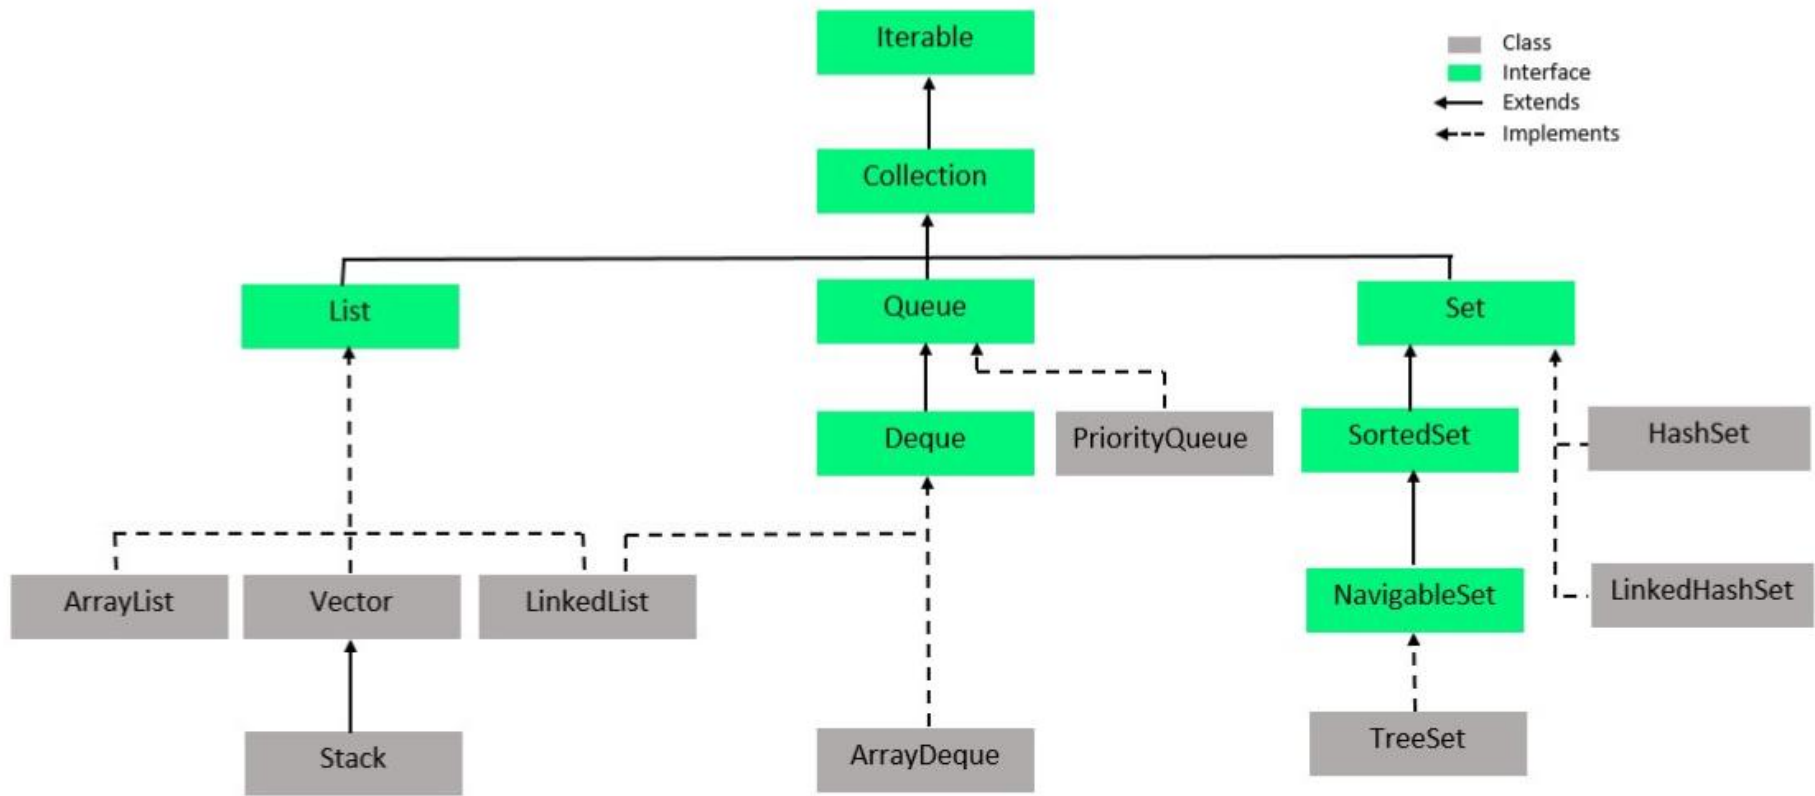 Iterable
Class
Interface
Extends
Implements
Collection
List
Queue
Set
Deque
PriorityQueue
SortedSet
HashSet
ArrayList
Vector
LinkedList
NavigableSet
LinkedHashSet
Stack
ArrayDeque
TreeSet